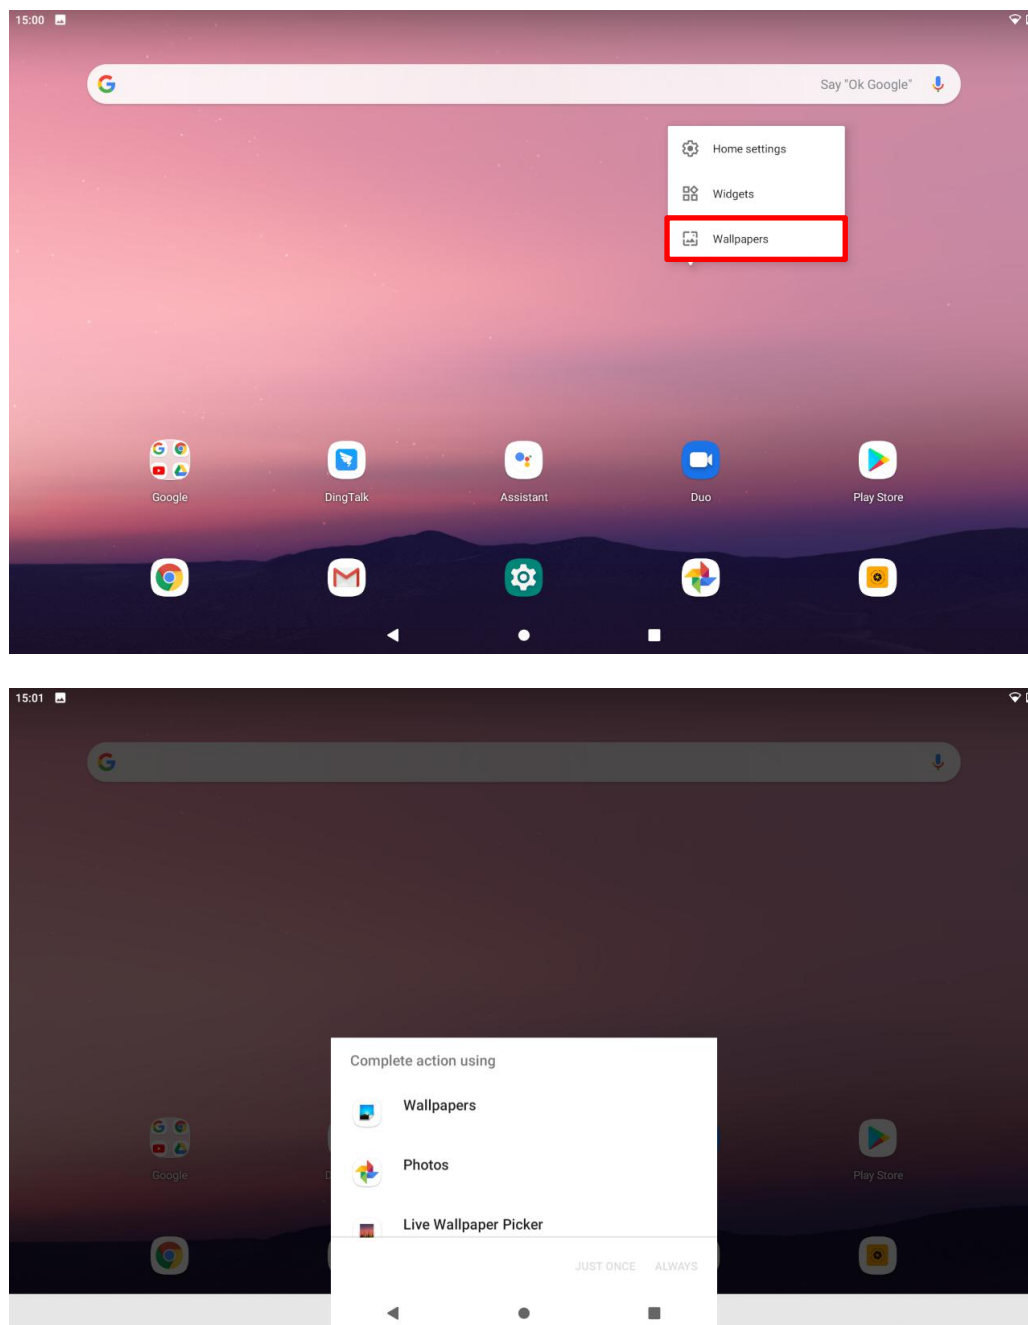 15:00
Say "Ok Google"
Home settings
Widgets
Wallpapers
Google
DingTalk
Assistant
Duo
Play Store
15:01
Complete action using
Wallpapers
Photos
Live Wallpaper Picker
Google
D
Play Store
JUST ONCE ALWAYS